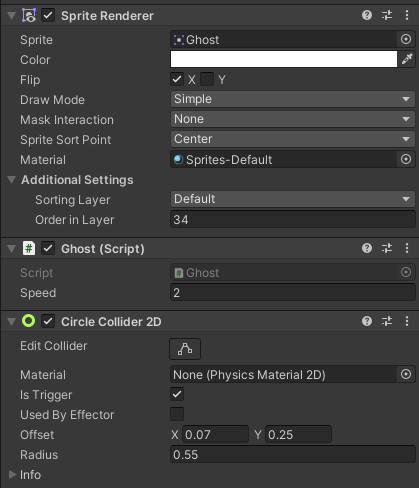 Sprite Renderer
Sprite Ghost
Color
Flip X Y
Draw Mode Simple
Mask Interaction None
Sprite Sort Point Center
Material Sprites-Default
Additional Settings
Sorting Layer Default
Order in Layer 34
# Ghost (Script)
Script # Ghost
Speed 2
Circle Collider 2D
Edit Collider
Material None (Physics Material 2D)
Is Trigger
Used By Effector
Offset X 0.07 Y 0.25
Radius 0.55
Info